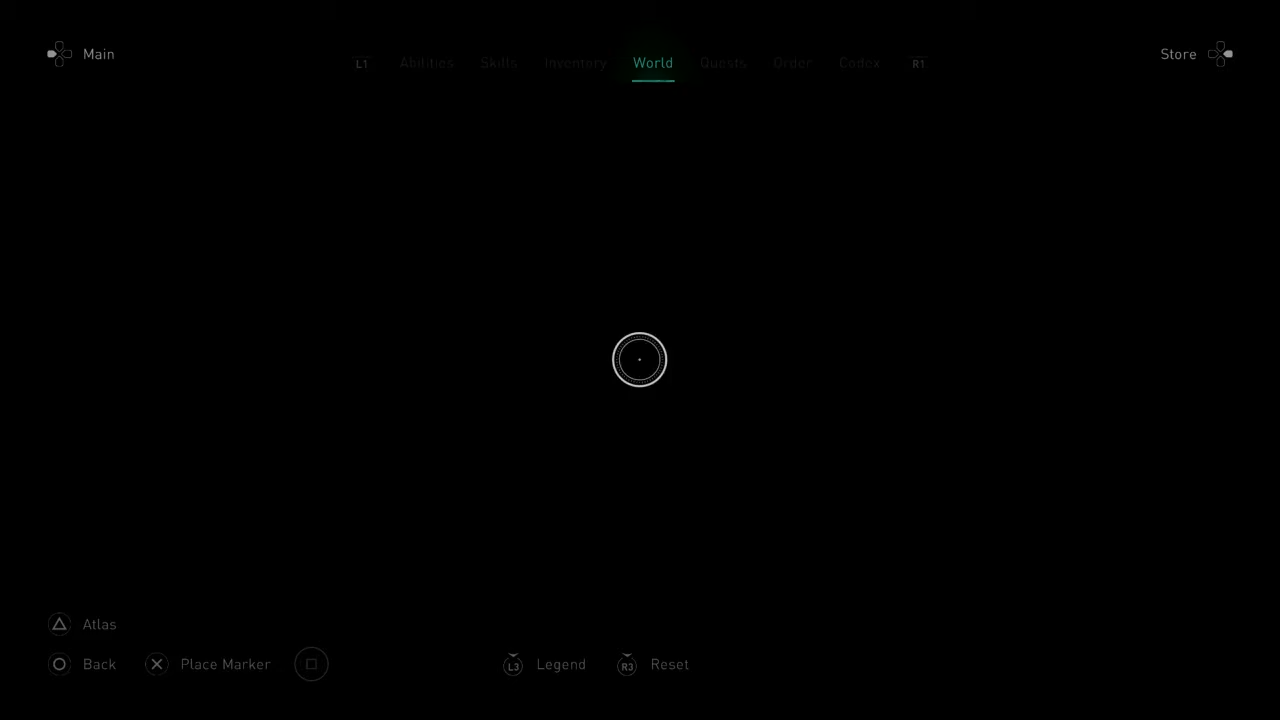 Main
L1 Abilities Skills Inventory World Quests Order Codex R1
Store
Atlas
Back Place Marker L3 Legend R3 Reset